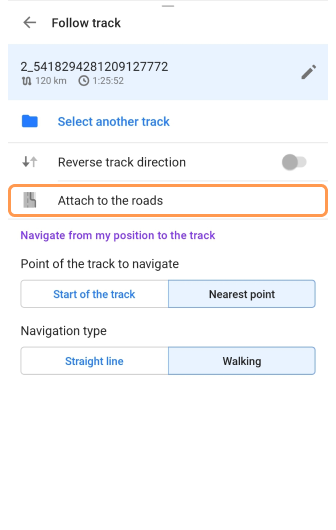 Follow track
2_5418294281209127772
120 km 1:25:52
Select another track
Reverse track direction
Attach to the roads
Navigate from my position to the track
Point of the track to navigate
Start of the track Nearest point
Navigation type
Straight line Walking